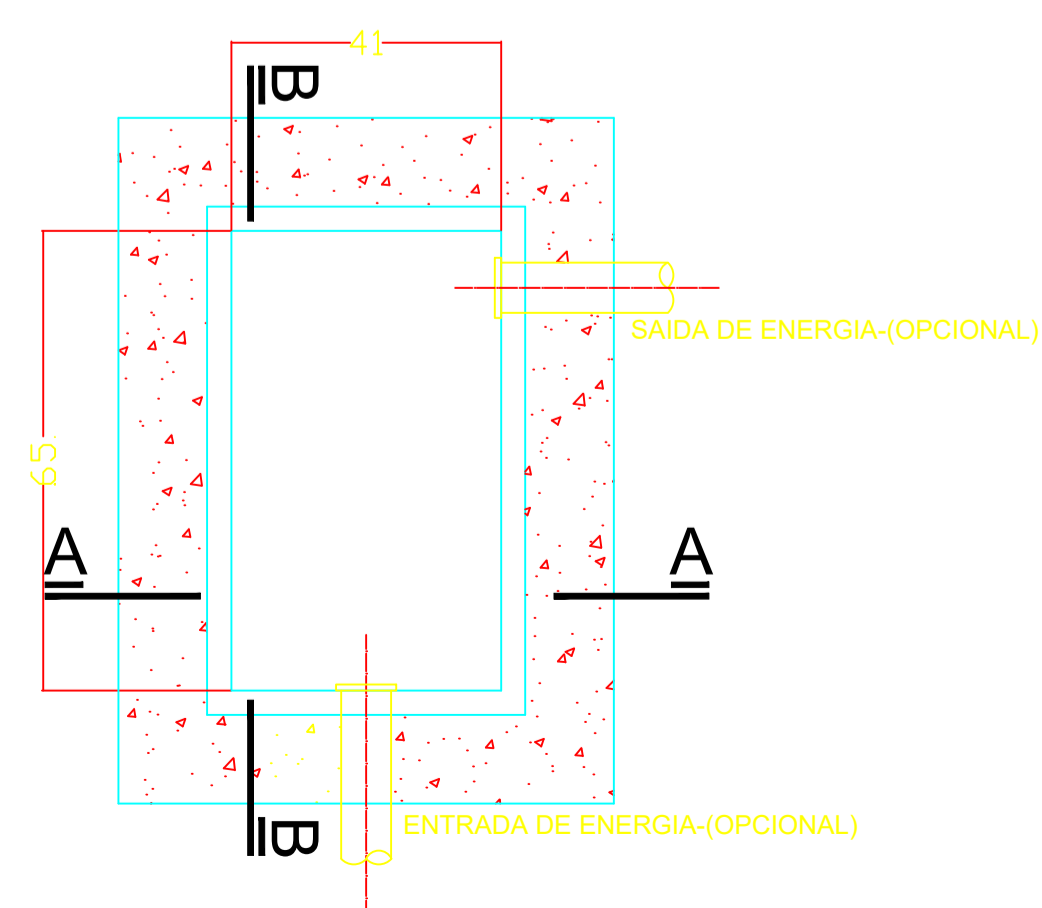 41
B
SAIDA DE ENERGIA-(OPCIONAL)
65
A
A
B
ENTRADA DE ENERGIA-(OPCIONAL)